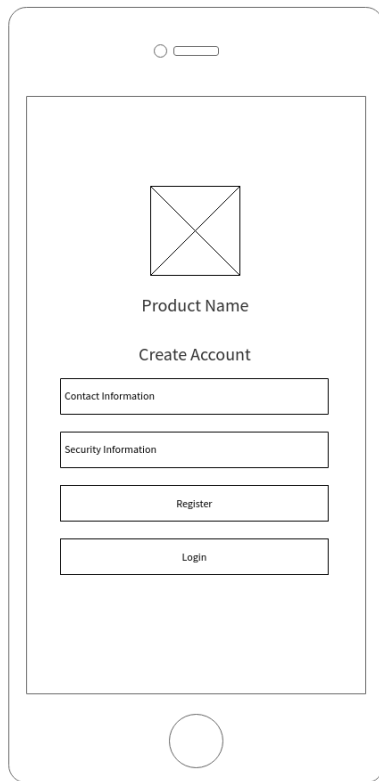 Product Name
Create Account
Contact Information
Security Information
Register
Login